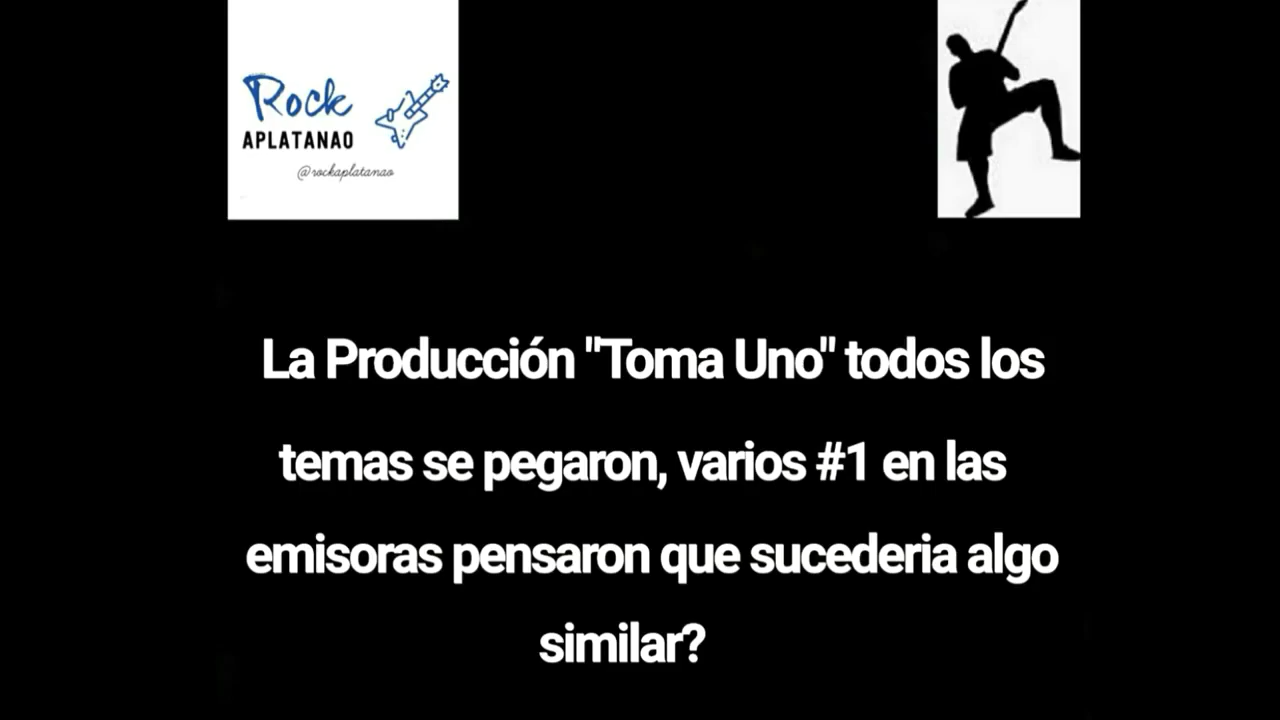 Rock
APLATANAO
@rockaplatanao
La Producción "Toma Uno" todos los
temas se pegaron, varios #1 en las
emisoras pensaron que sucederia algo
similar?